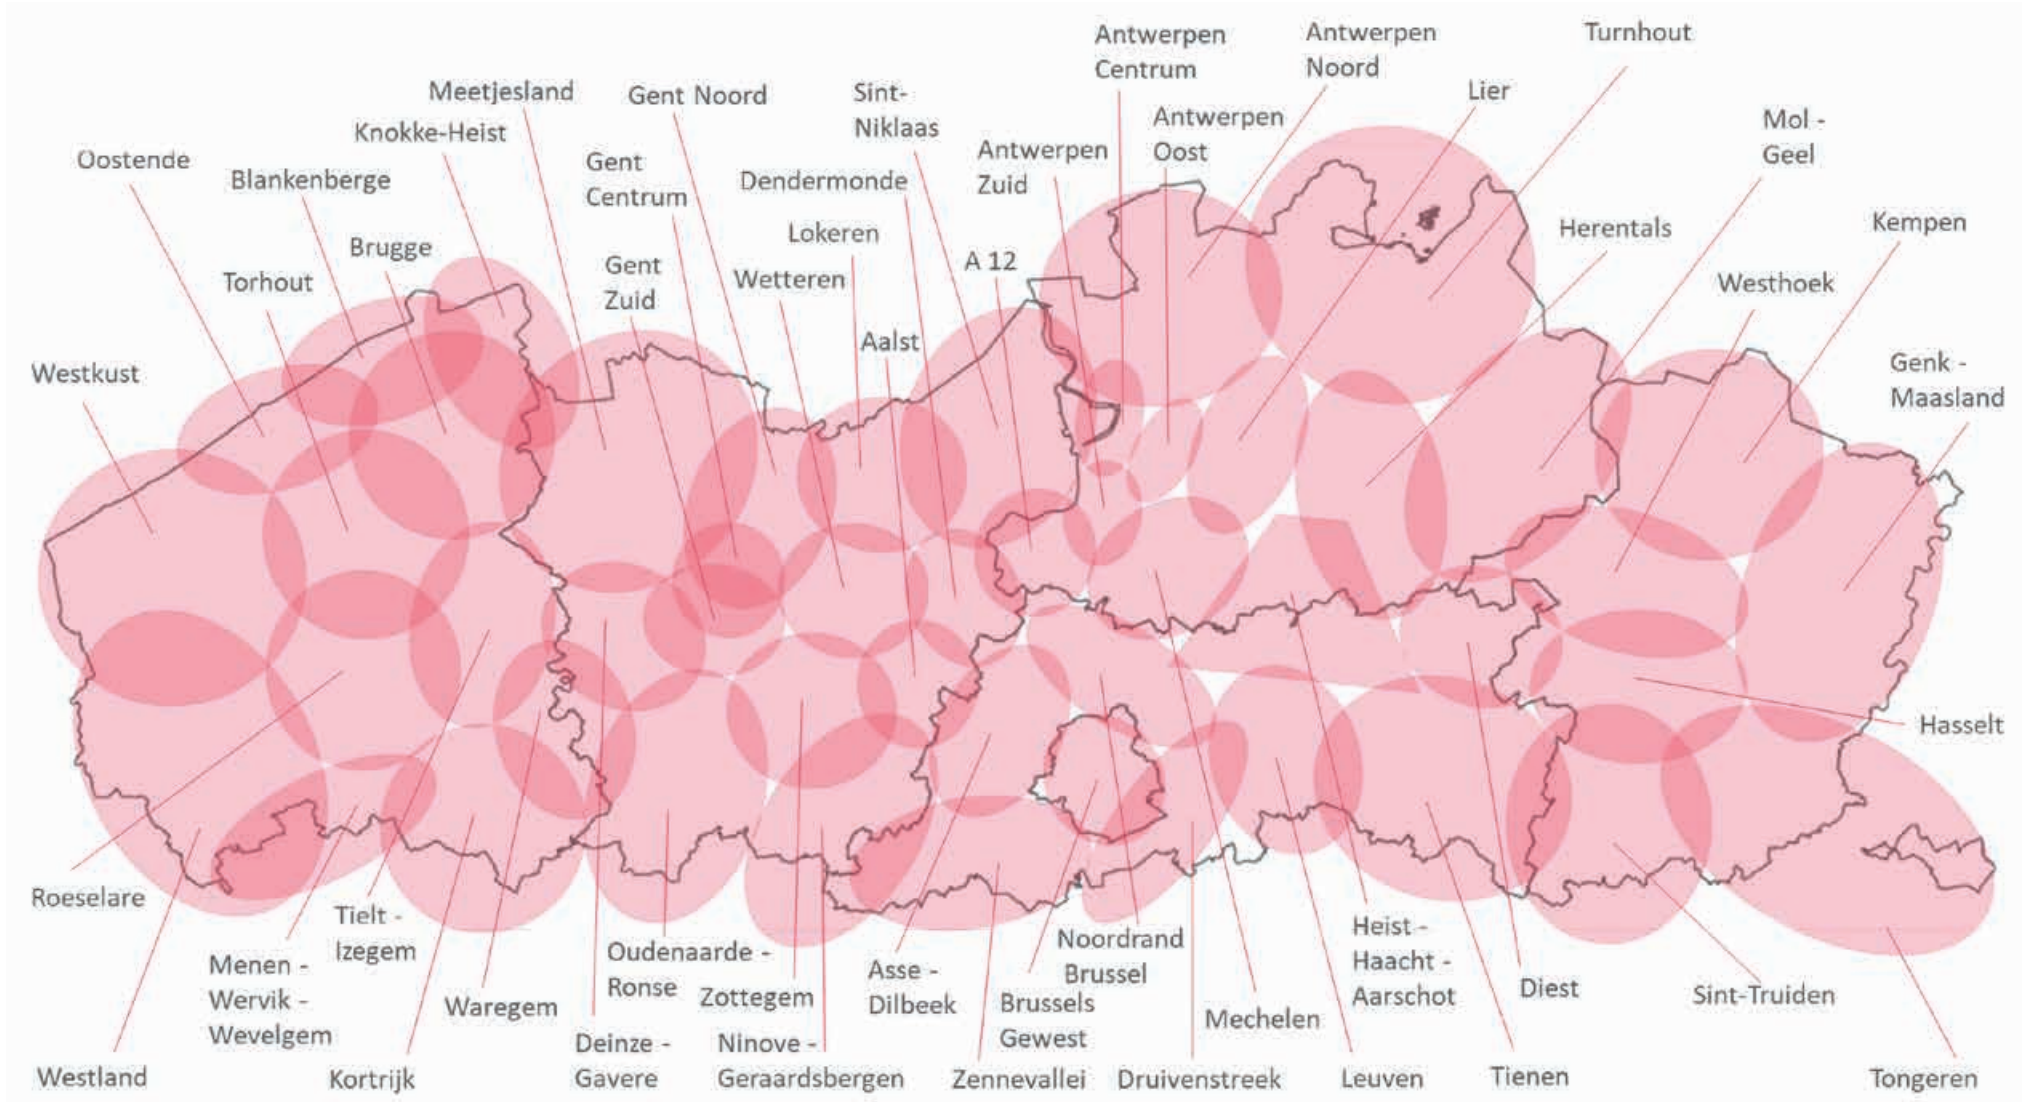 Antwerpen
Centrum
Antwerpen
Noord
Turnhout
Meetjesland
Gent Noord
Sint-
Niklaas
Lier
Mol -
Geel
Knokke-Heist
Antwerpen
Oost
Oostende
Blankenberge
Gent
Centrum
Dendermonde
Antwerpen
Zuid
Brugge
Lokeren
Herentals
Kempen
Torhout
Gent
Zuid
Wetteren
A 12
Westhoek
Westkust
Aalst
Genk -
Maasland
Hasselt
Roeselare
Tielt -
Izegem
Menen -
Wervik -
Wevelgem
Waregem
Oudenaarde -
Ronse
Zottegem
Asse -
Dilbeek
Noordrand
Brussel
Brussels
Gewest
Mechelen
Heist -
Haacht -
Aarschot
Diest
Sint-Truiden
Westland
Kortrijk
Deinze -
Gavere
Ninove -
Geraardsbergen
Zennevallei
Druivenstreek
Leuven
Tienen
Tongeren